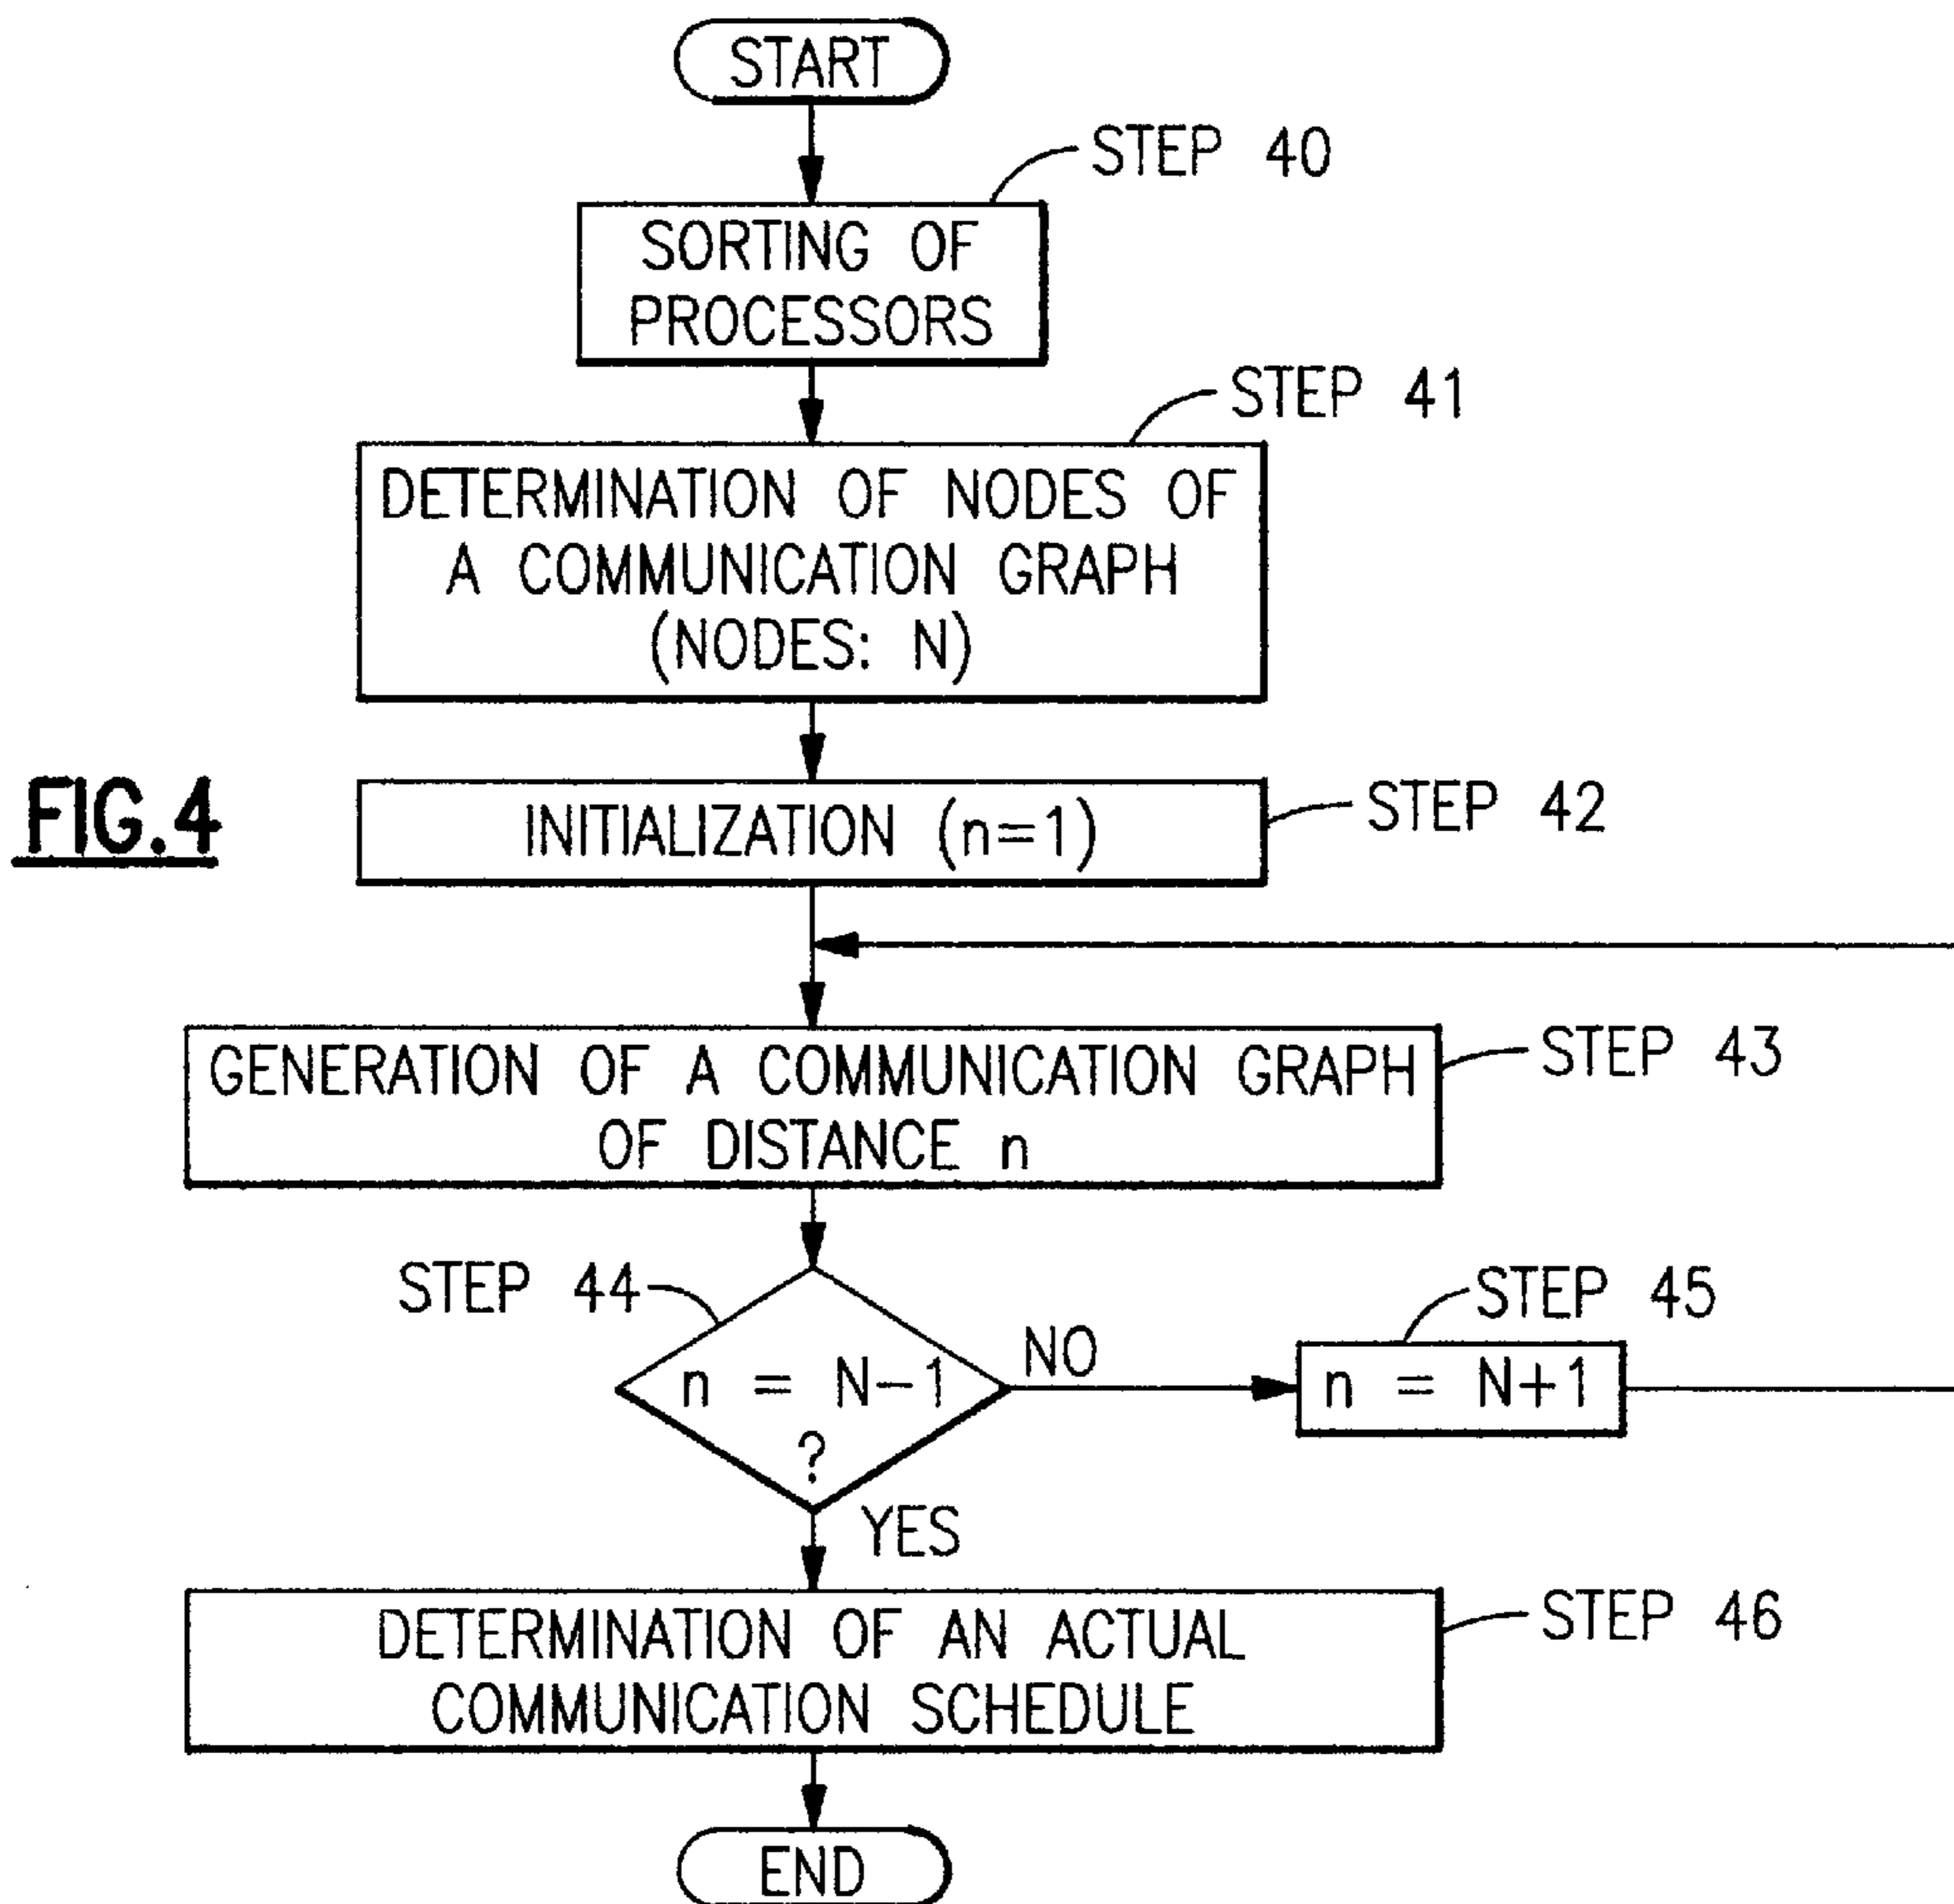 START
STEP 40
SORTING OF
PROCESSORS
STEP 41
DETERMINATION OF NODES OF
A COMMUNICATION GRAPH
(NODES: N)
FIG.4
INITIALIZATION (n=1)
STEP 42
GENERATION OF A COMMUNICATION GRAPH
OF DISTANCE n
STEP 43
STEP 44
n = N-1
?
NO
STEP 45
n = N+1
YES
DETERMINATION OF AN ACTUAL
COMMUNICATION SCHEDULE
STEP 46
END